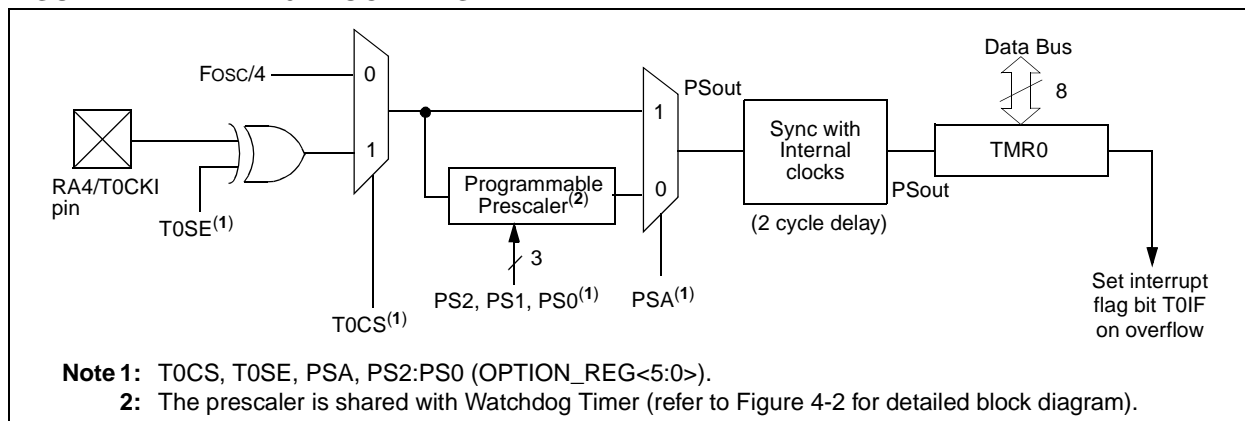 FOSC/4
0
1
RA4/T0CKI
pin
T0SE(1)
T0CS(1)
Programmable
Prescaler(2)
3
PS2, PS1, PS0(1)
1
0
PSA(1)
PSout
Sync with
Internal
clocks
(2 cycle delay)
PSout
Data Bus
8
TMR0
Set interrupt
flag bit T0IF
on overflow
Note 1: T0CS, T0SE, PSA, PS2:PS0 (OPTION_REG<5:0>).
2: The prescaler is shared with Watchdog Timer (refer to Figure 4-2 for detailed block diagram).